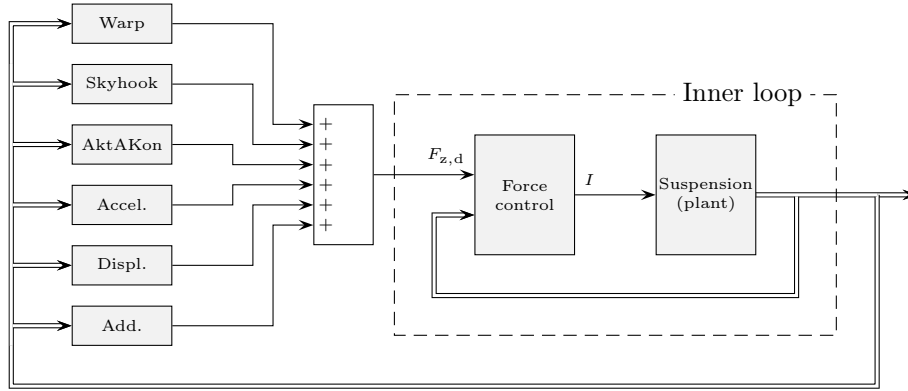 Warp
Skyhook
AktAKon
Accel.
Displ.
Add.
+
+
+
+
+
+
F_z,d
Inner loop
Force
control
I
Suspension
(plant)